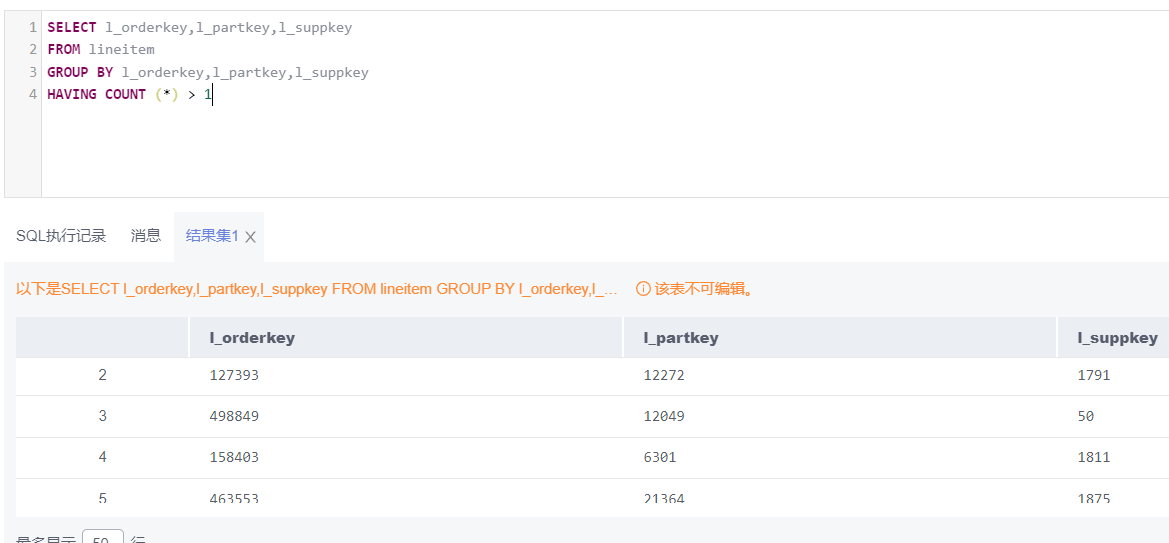 1 SELECT l_orderkey,l_partkey,l_suppkey
2 FROM lineitem
3 GROUP BY l_orderkey,l_partkey,l_suppkey
4 HAVING COUNT (*) > 1
SQL执行记录 消息 结果集1 X
以下是SELECT l_orderkey,l_partkey,l_suppkey FROM lineitem GROUP BY l_orderkey,l_... 该表不可编辑。
l_orderkey l_partkey l_suppkey
2 127393 12272 1791
3 498849 12049 50
4 158403 6301 1811
5 463553 21364 1875
最多显示 50 行